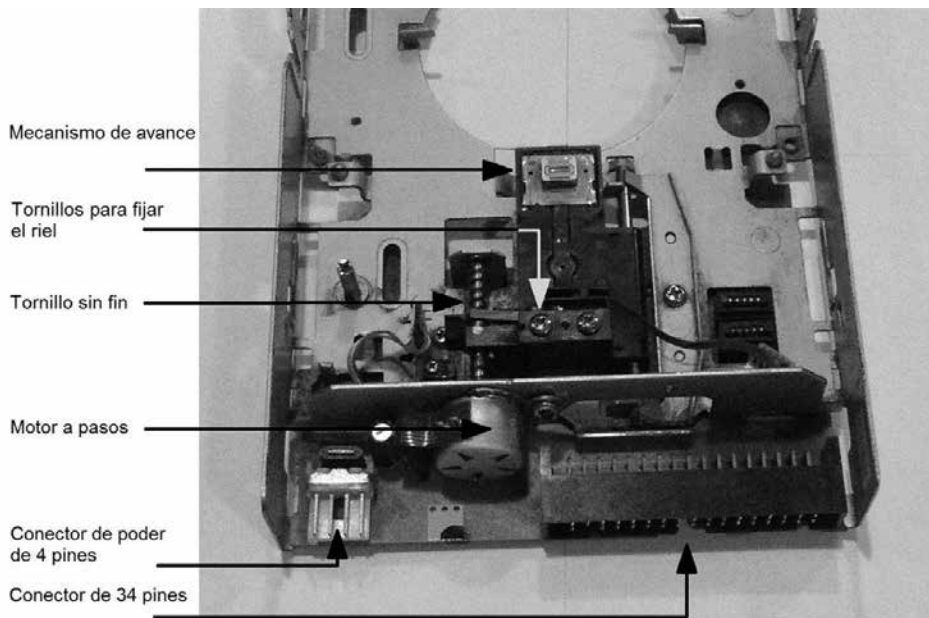 Mecanismo de avance
Tornillos para fijar
el riel
Tornillo sin fin
Motor a pasos
Conector de poder
de 4 pines
Conector de 34 pines